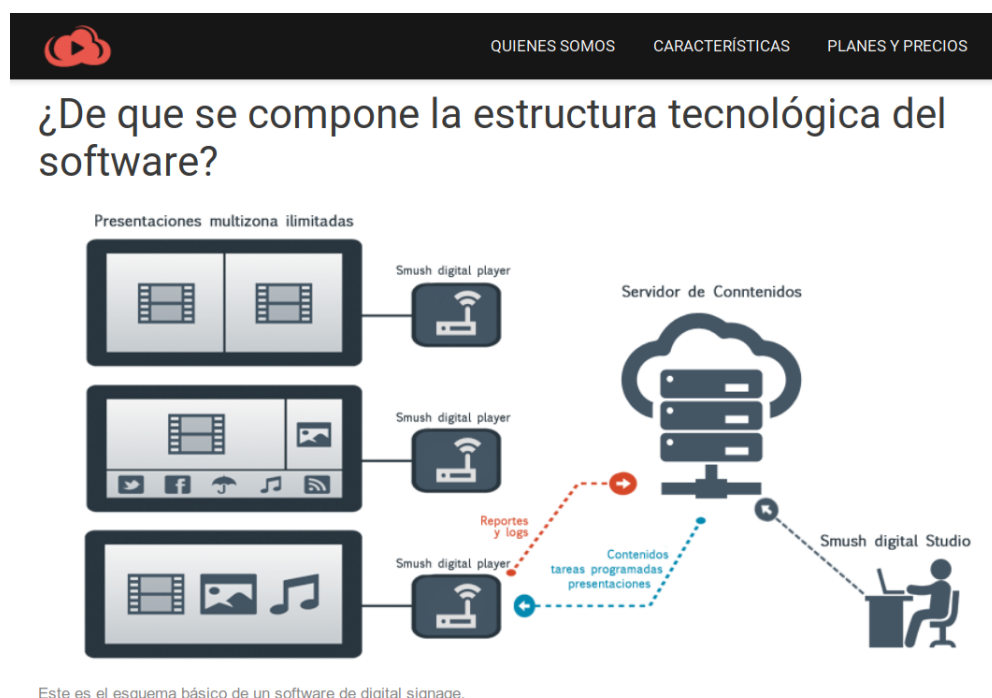 QUIENES SOMOS CARACTERÍSTICAS PLANES Y PRECIOS
¿De que se compone la estructura tecnológica del
software?
Presentaciones multizona ilimitadas
Smush digital player
Servidor de Conntenidos
Smush digital player
Reportes
y logs
Smush digital player
Contenidos
tareas programadas
presentaciones
Smush digital Studio
Este es el esquema básico de un software de digital signage.